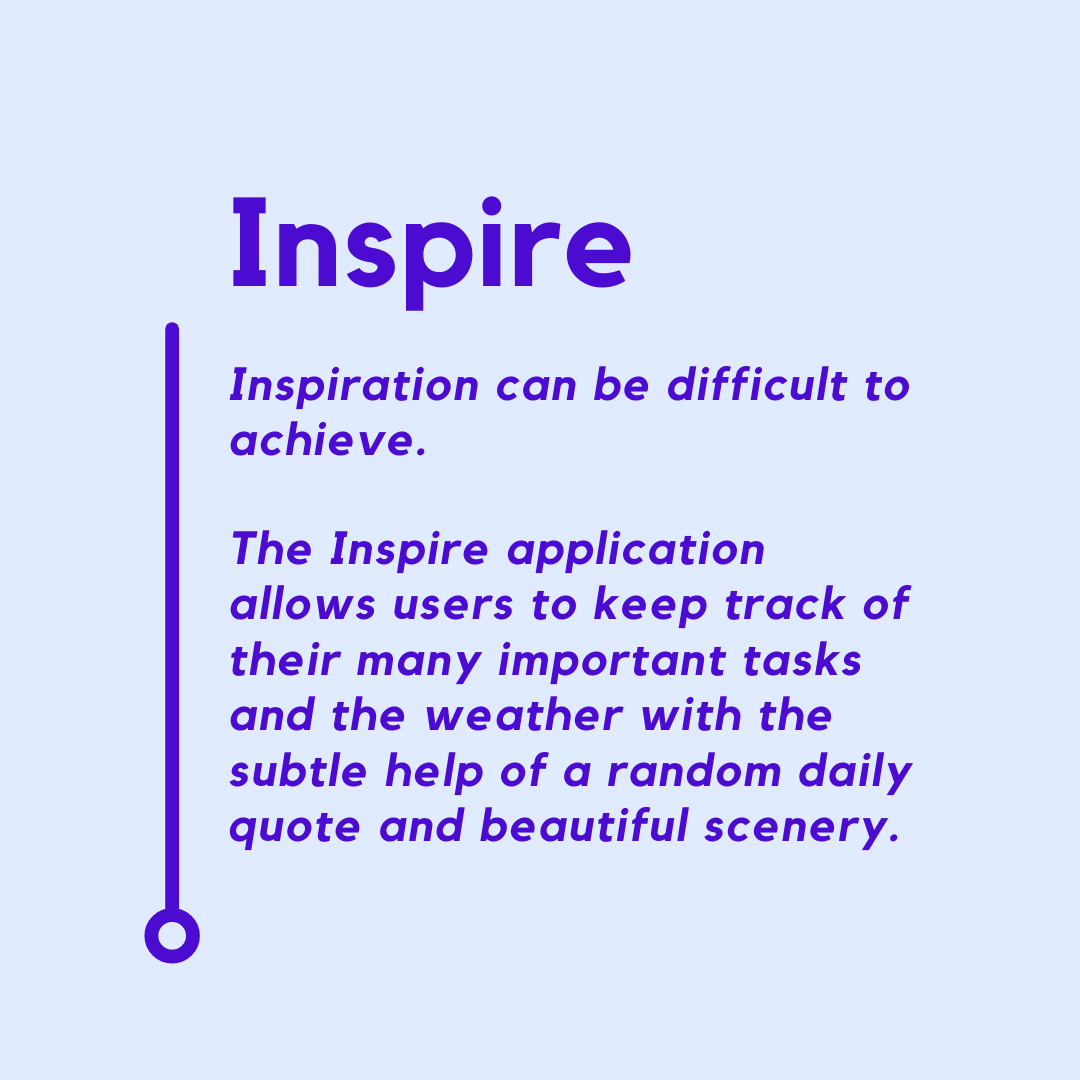 Inspire
Inspiration can be difficult to
achieve.
The Inspire application
allows users to keep track of
their many important tasks
and the weather with the
subtle help of a random daily
quote and beautiful scenery.